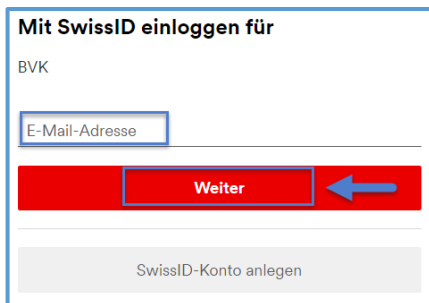 Mit SwissID einloggen für
BVK
E-Mail-Adresse
Weiter
SwissID-Konto anlegen